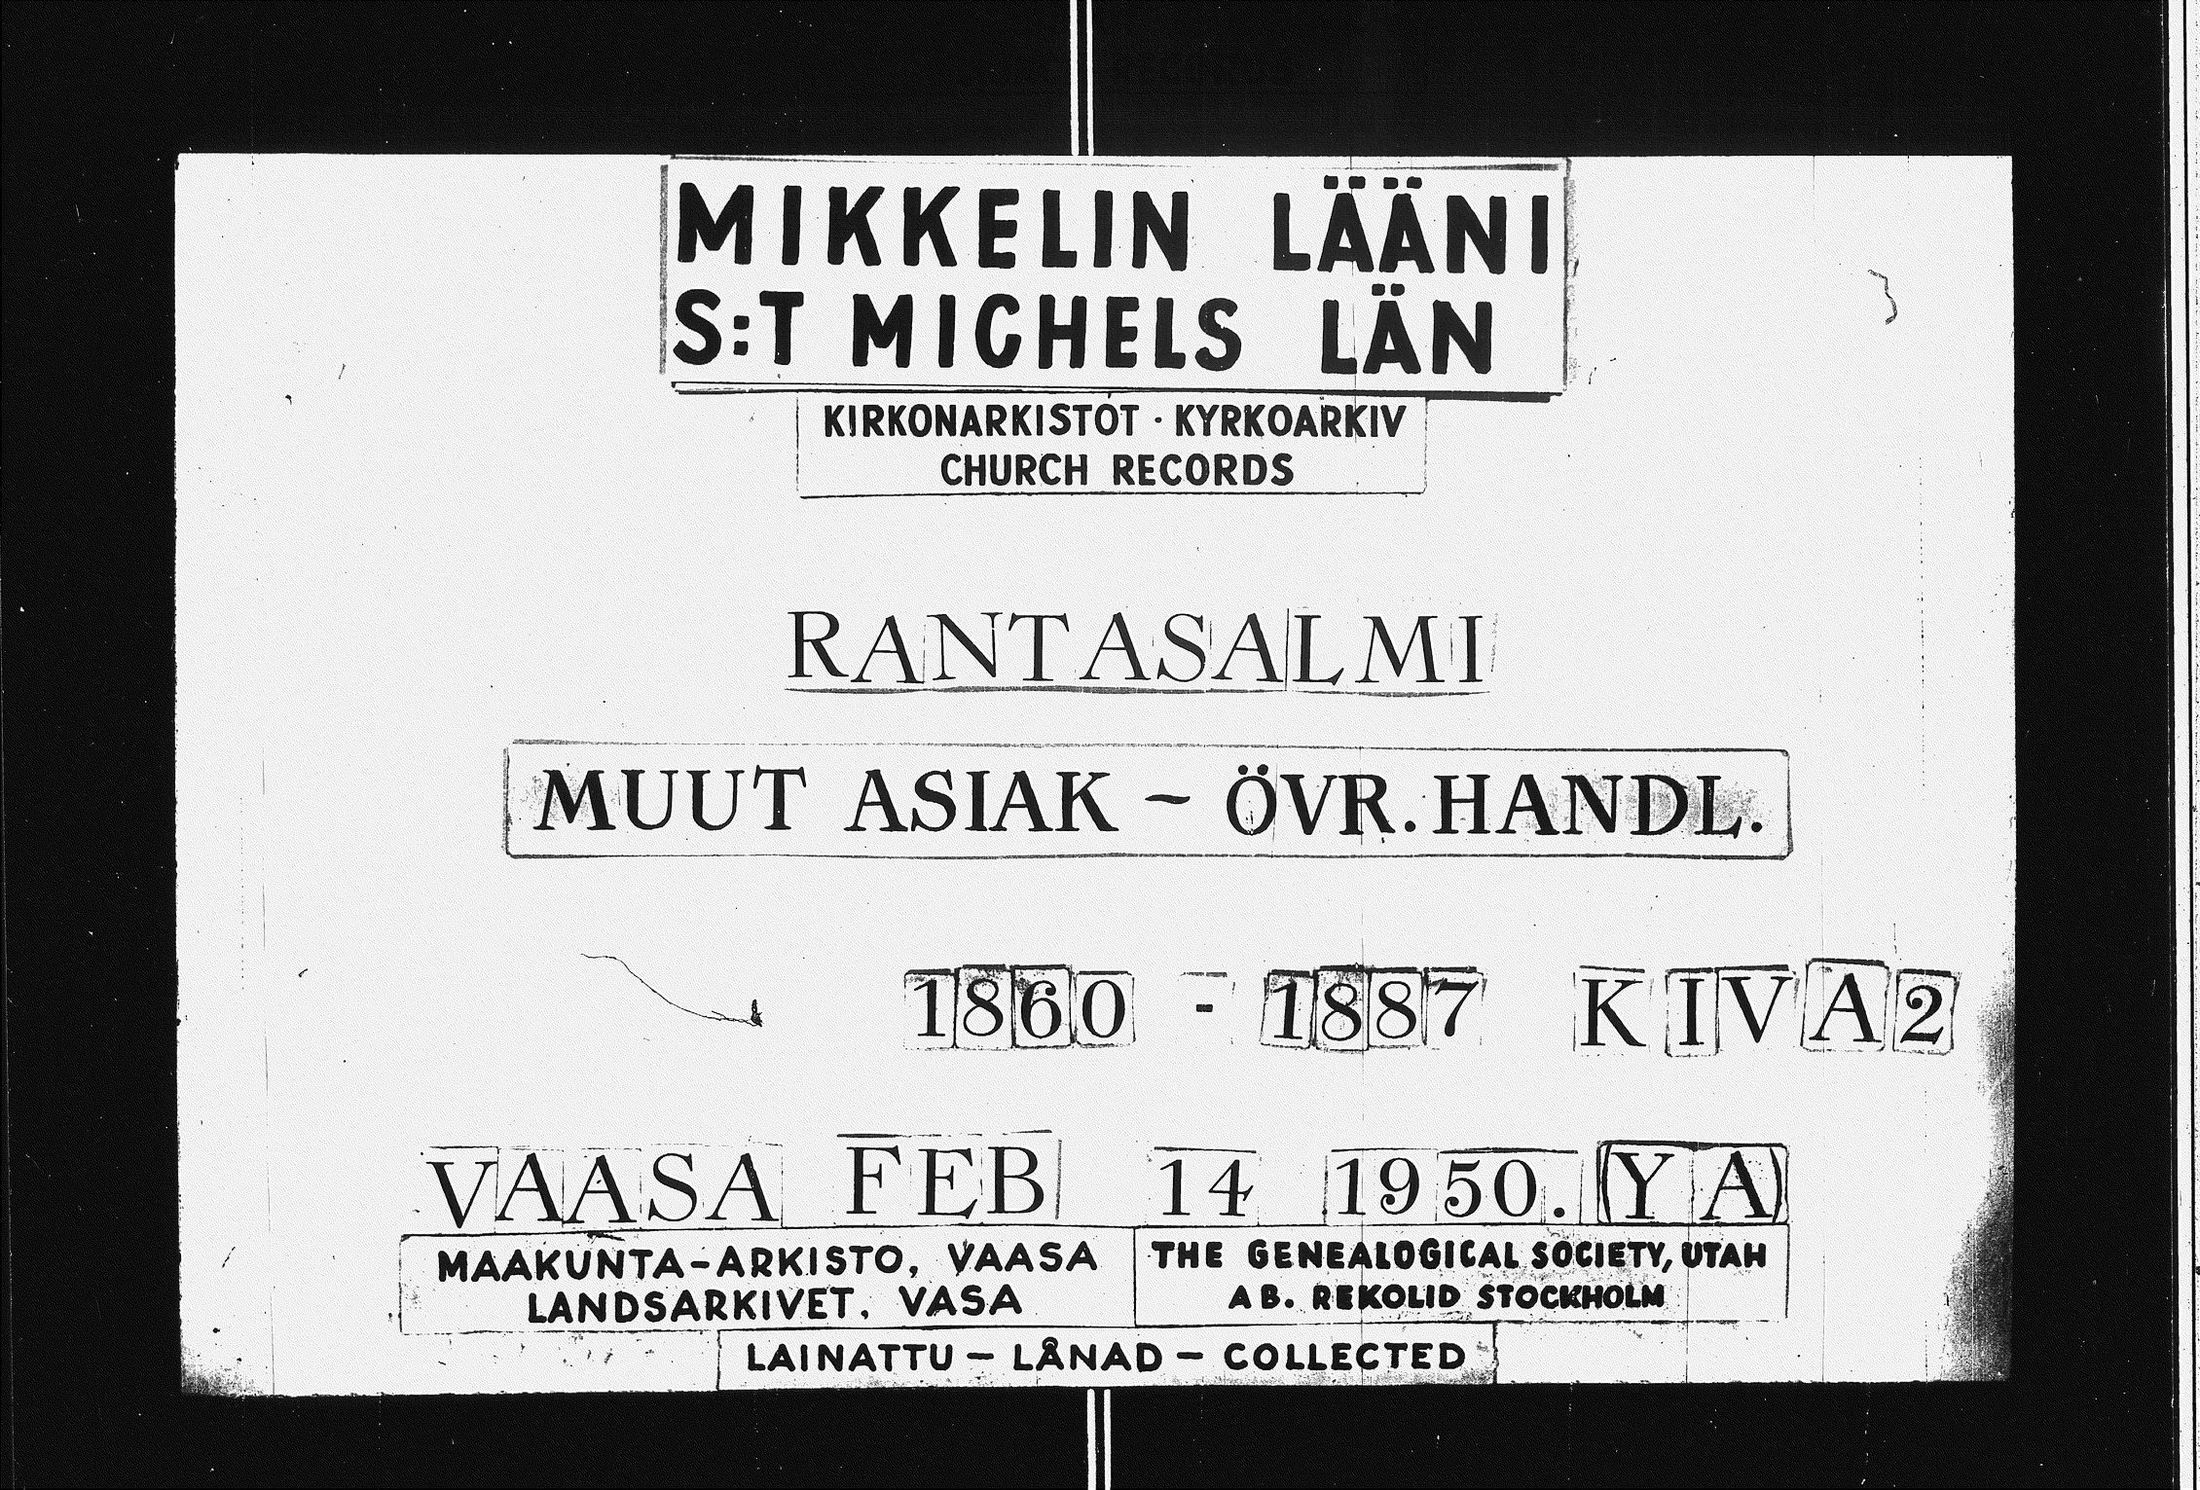 MIKKELIN LÄÄNI
S:T MICHELS LÄN
KIRKONARKISTOT · KYRKOARKIV
CHURCH RECORDS
RANTASALMI
MUUT ASIAK – ÖVR. HANDL.
1860 - 1887 KIVA2
VAASA FEB 14 1950. (YA)
MAAKUNTA-ARKISTO, VAASA
LANDSARKIVET, VASA
THE GENEALOGICAL SOCIETY, UTAH
AB. REKOLID STOCKHOLM
LAINATTU – LÅNAD – COLLECTED